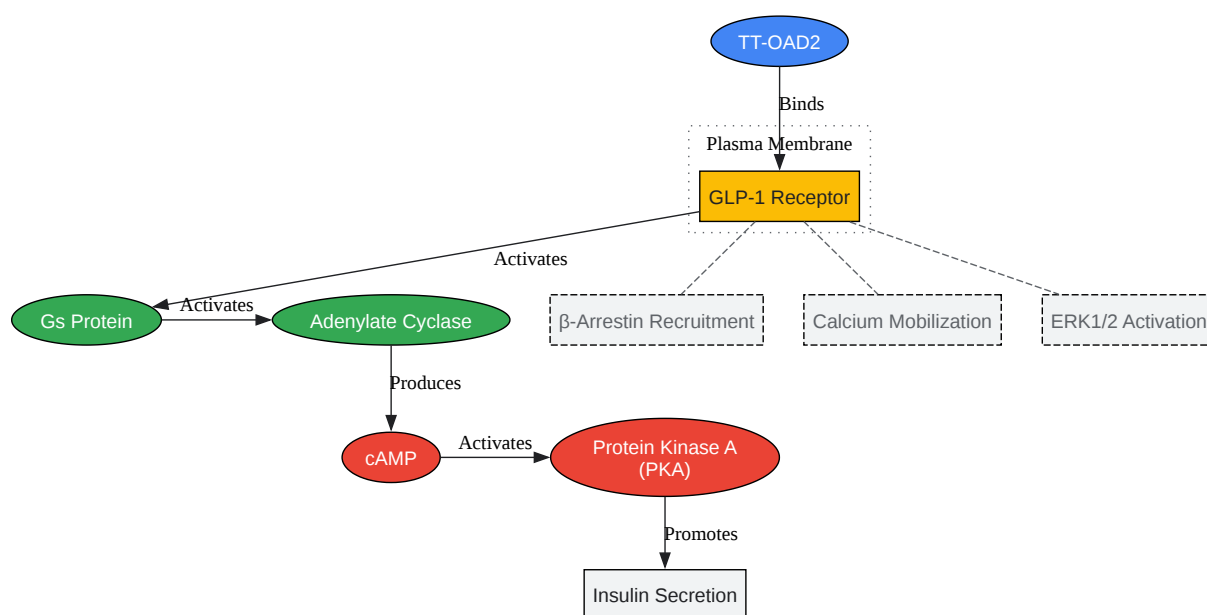 TT-OAD2
Binds
Plasma Membrane
GLP-1 Receptor
Activates
Gs Protein
Activates
Adenylate Cyclase
β-Arrestin Recruitment
Calcium Mobilization
ERK1/2 Activation
Produces
cAMP
Activates
Protein Kinase A
(PKA)
Promotes
Insulin Secretion